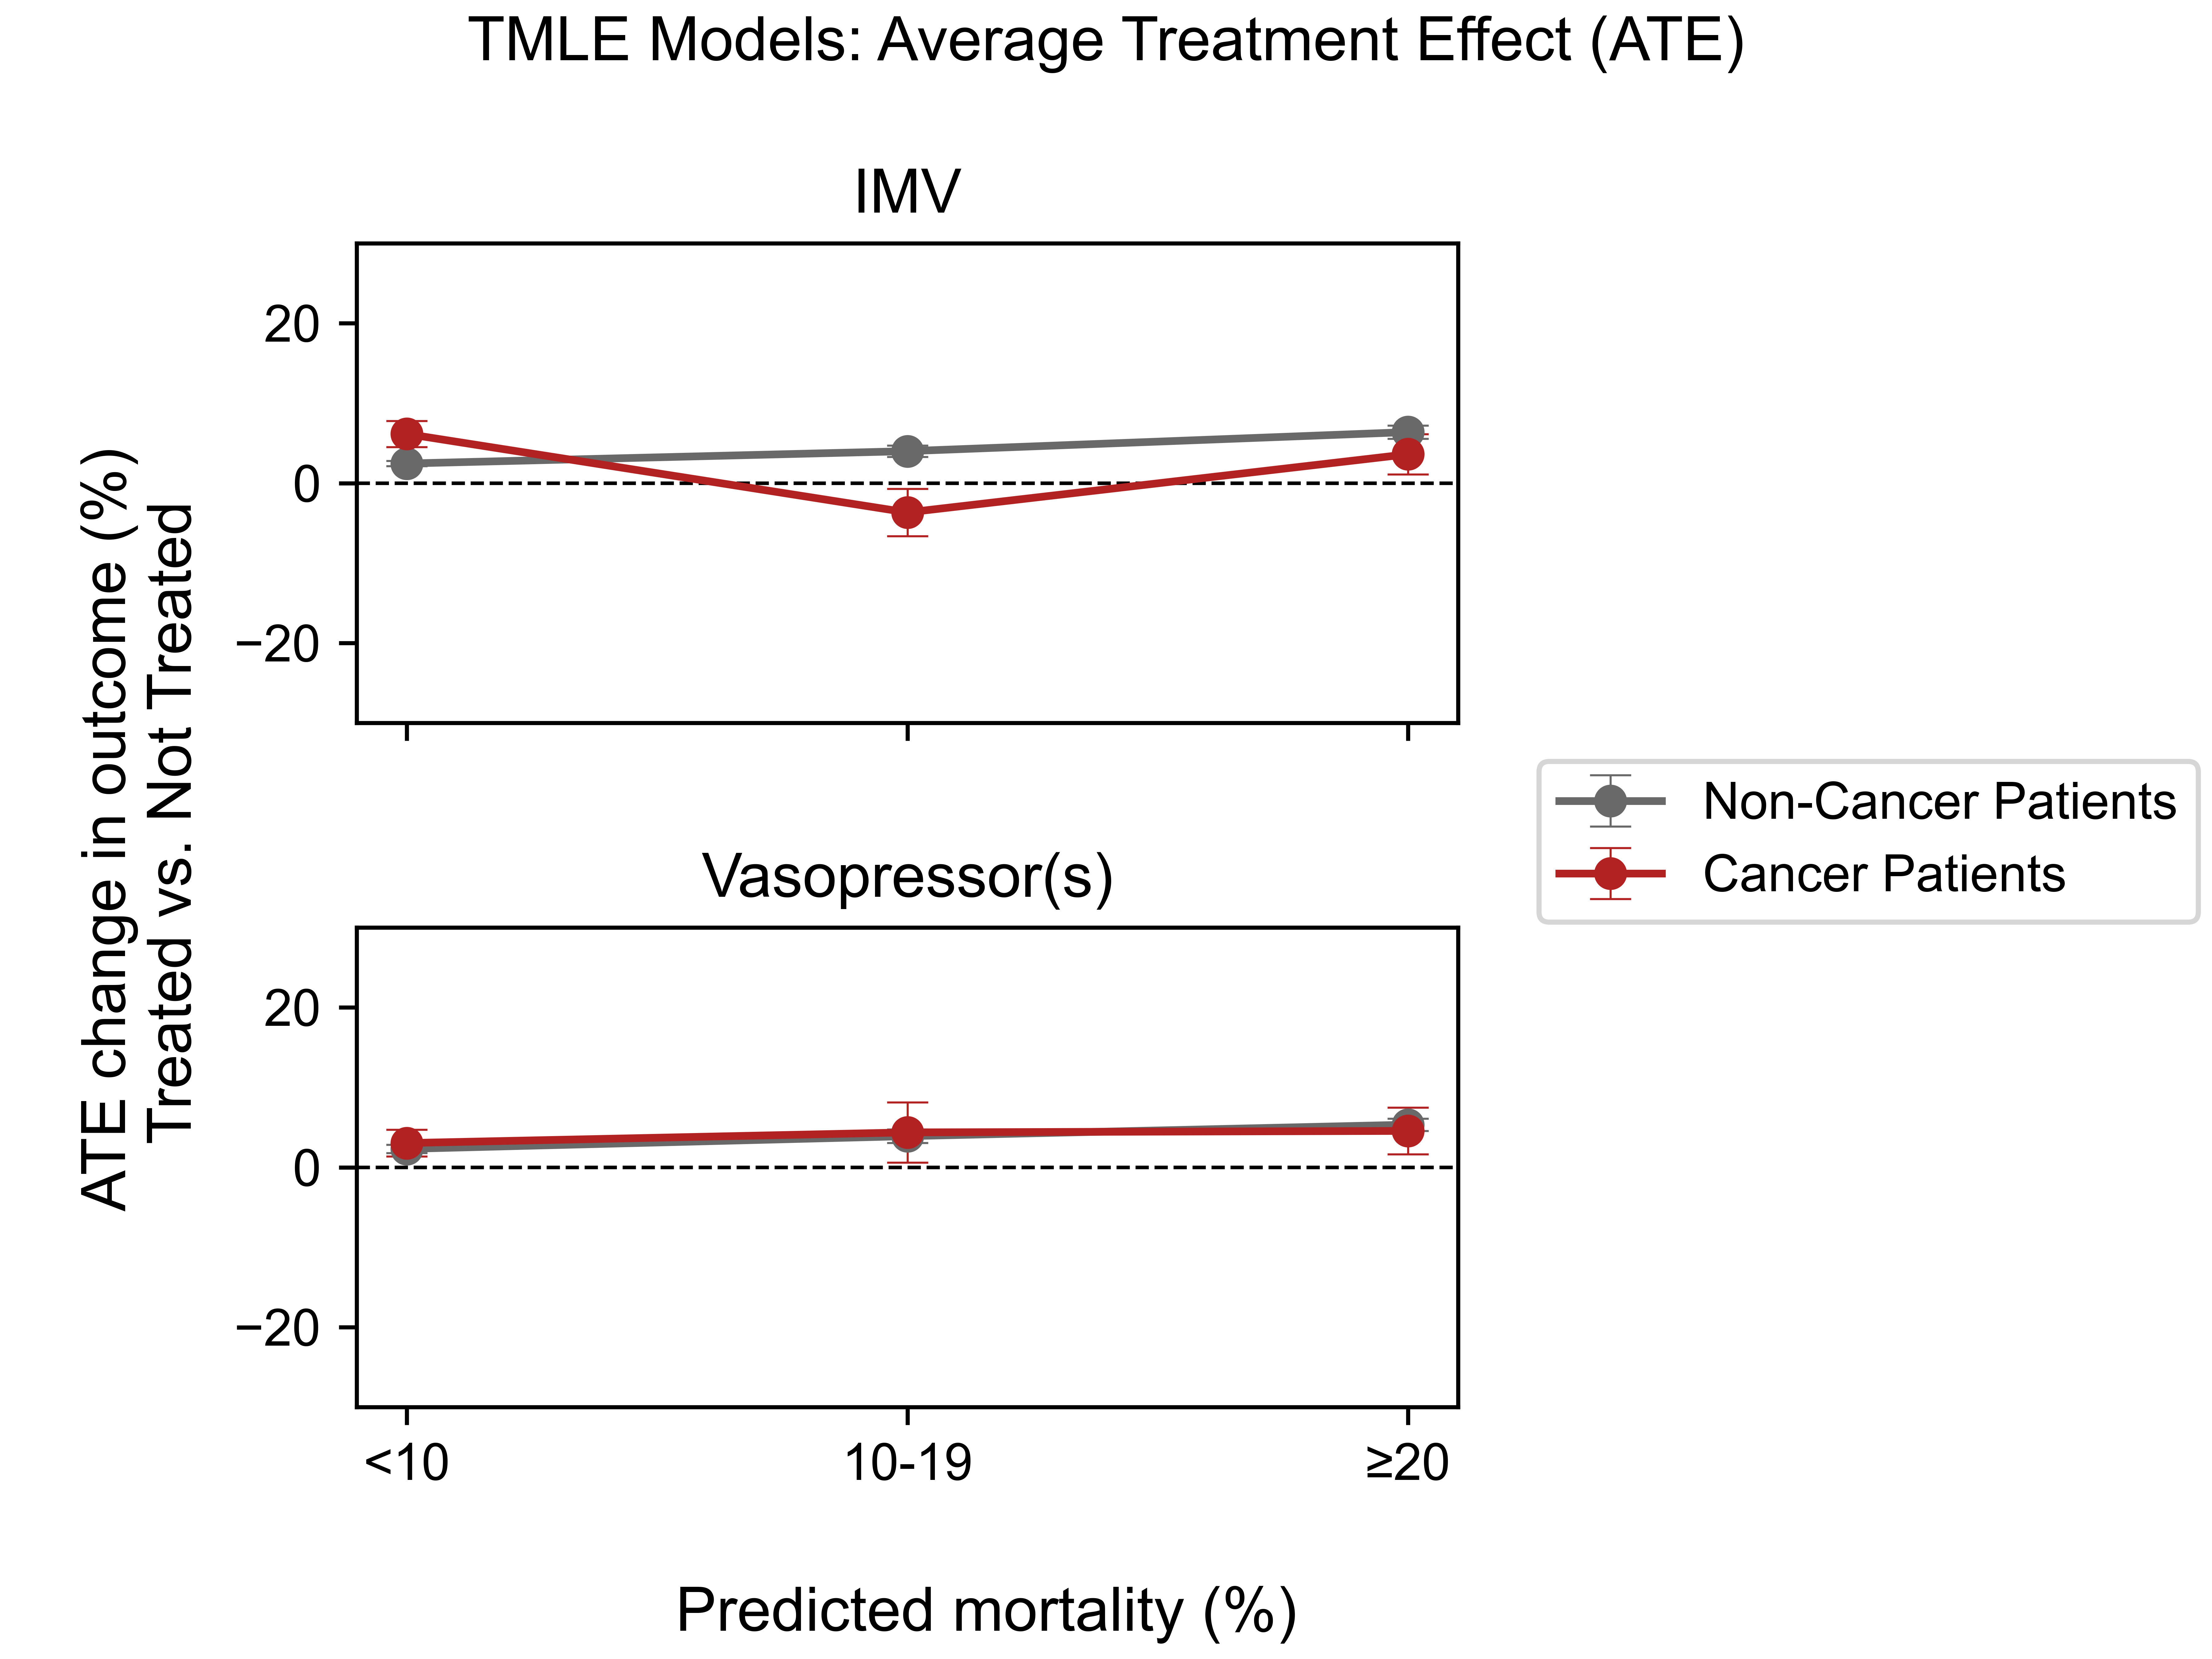 TMLE Models: Average Treatment Effect (ATE)
IMV
20
0
−20
ATE change in outcome (%)
Treated vs. Not Treated
Non-Cancer Patients
Cancer Patients
Vasopressor(s)
20
0
−20
<10
10-19
≥20
Predicted mortality (%)